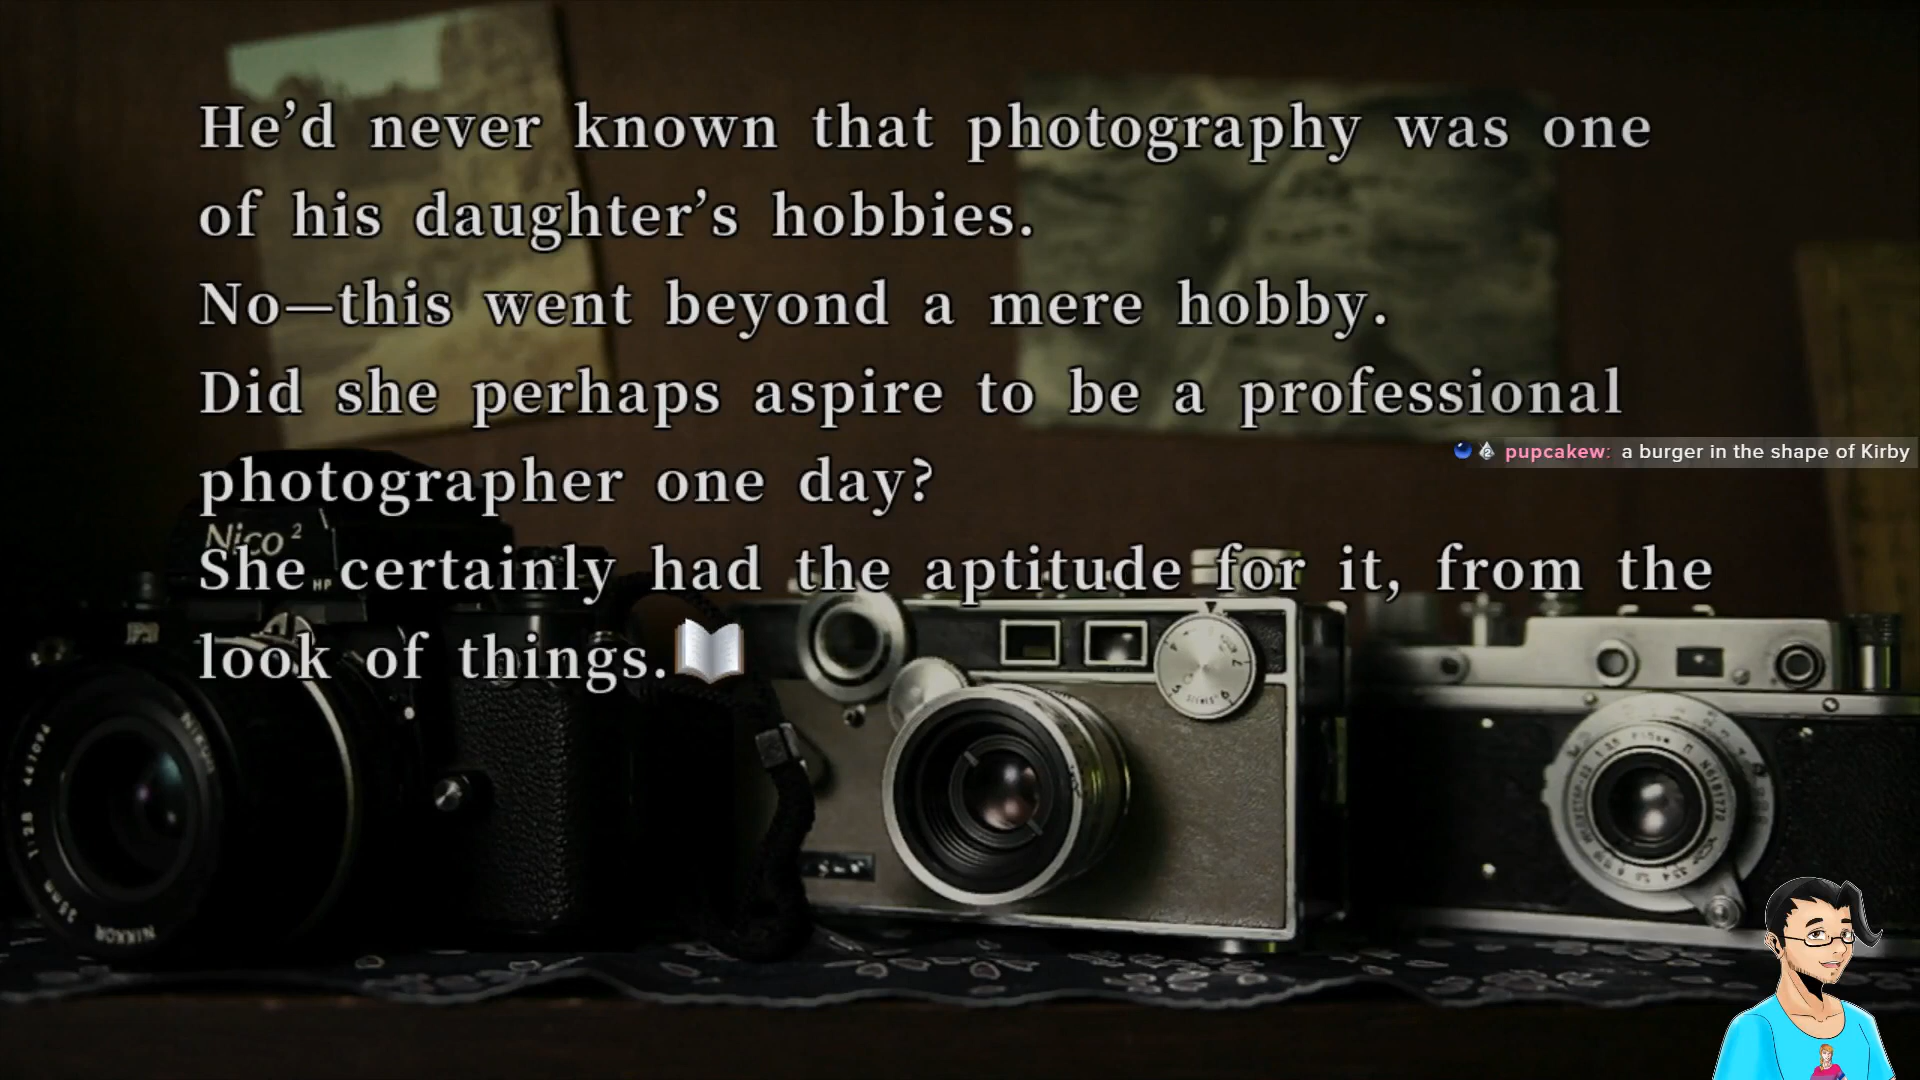 He’d never known that photography was one
of his daughter’s hobbies.
No—this went beyond a mere hobby.
Did she perhaps aspire to be a professional
pupcakew: a burger in the shape of Kirby
photographer one day?
Nico²
She certainly had the aptitude for it, from the
HP
look of things.
NIKKOR